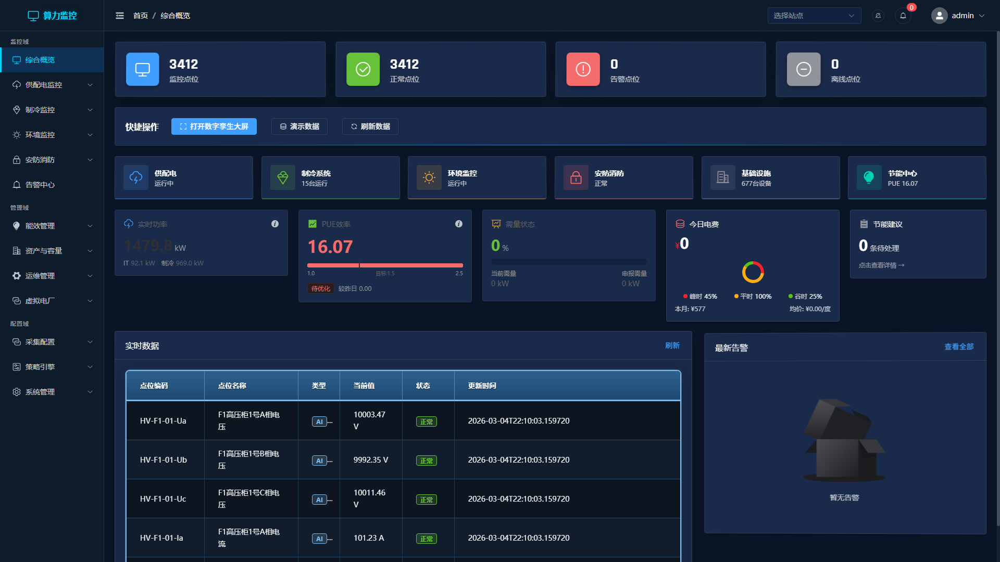 算力监控
首页 / 综合概览
选择站点
0
admin
监控域
综合概览
供配电监控
制冷监控
环境监控
安防消防
告警中心
管理域
能效管理
资产与容量
运维管理
虚拟电厂
配置域
采集配置
策略引擎
系统管理
3412
监控点位
3412
正常点位
0
告警点位
0
离线点位
快捷操作
打开数字孪生大屏
演示数据
刷新数据
供配电
运行中
制冷系统
15台运行
环境监控
运行中
安防消防
正常
基础设施
677台设备
节能中心
PUE 16.07
实时功率
1479.8 kW
IT 92.1 kW 制冷 969.0 kW
PUE效率
16.07
1.0 目标:1.5 2.5
待优化 较昨日 0.00
需量状态
0 %
当前需量 申报需量
0 kW 0 kW
今日电费
¥0
峰时 45% 平时 100% 谷时 25%
本月: ¥577 均价: ¥0.00/度
节能建议
0 条待处理
点击查看详情 →
实时数据 刷新
点位编码 点位名称 类型 当前值 状态 更新时间
HV-F1-01-Ua F1高压柜1号A相电压 AI... 10003.47 V 正常 2026-03-04T22:10:03.159720
HV-F1-01-Ub F1高压柜1号B相电压 AI... 9992.35 V 正常 2026-03-04T22:10:03.159720
HV-F1-01-Uc F1高压柜1号C相电压 AI... 10011.46 V 正常 2026-03-04T22:10:03.159720
HV-F1-01-Ia F1高压柜1号A相电流 AI... 101.23 A 正常 2026-03-04T22:10:03.159720
最新告警 查看全部
暂无告警